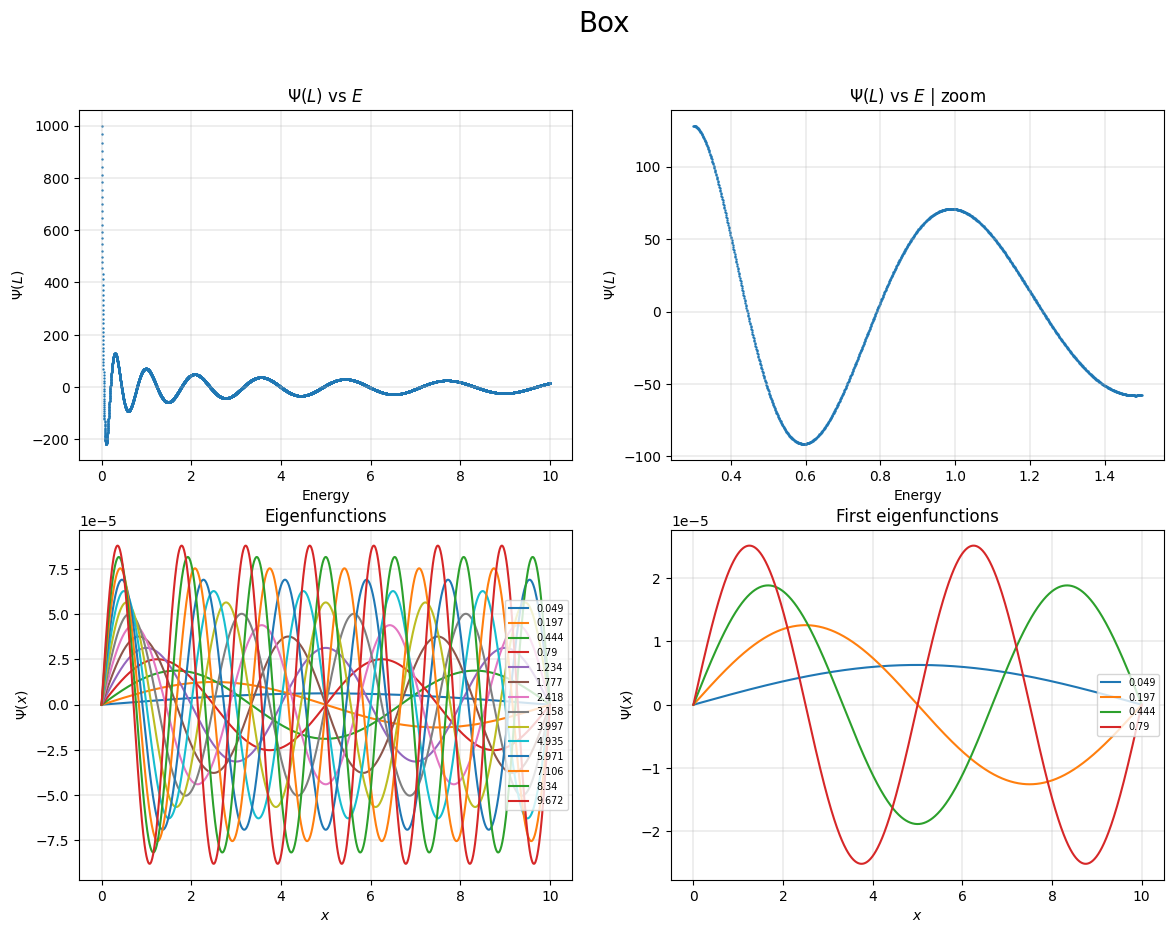 Box
Ψ(L) vs E
1000
800
600
400
200
0
−200
Ψ(L)
0 2 4 6 8 10
Energy
Ψ(L) vs E | zoom
100
50
0
−50
−100
Ψ(L)
0.4 0.6 0.8 1.0 1.2 1.4
Energy
Eigenfunctions
1e−5
7.5
5.0
2.5
0.0
−2.5
−5.0
−7.5
Ψ(x)
0.049
0.197
0.444
0.79
1.234
1.777
2.418
3.158
3.997
4.935
5.971
7.106
8.34
9.672
0 2 4 6 8 10
x
First eigenfunctions
1e−5
2
1
0
−1
−2
Ψ(x)
0.049
0.197
0.444
0.79
0 2 4 6 8 10
x